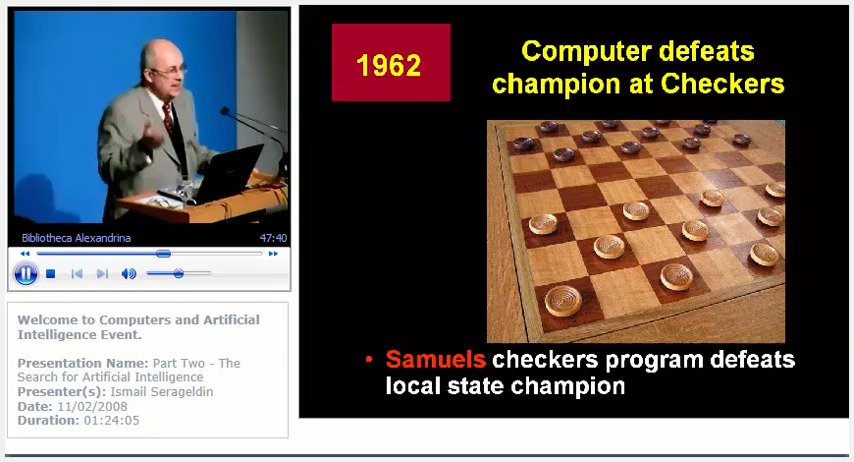 Bibliotheca Alexandrina 47:40
Welcome to Computers and Artificial
Intelligence Event.
Presentation Name: Part Two - The
Search for Artificial Intelligence
Presenter(s): Ismail Serageldin
Date: 11/02/2008
Duration: 01:24:05
1962
Computer defeats
champion at Checkers
• Samuels checkers program defeats
local state champion